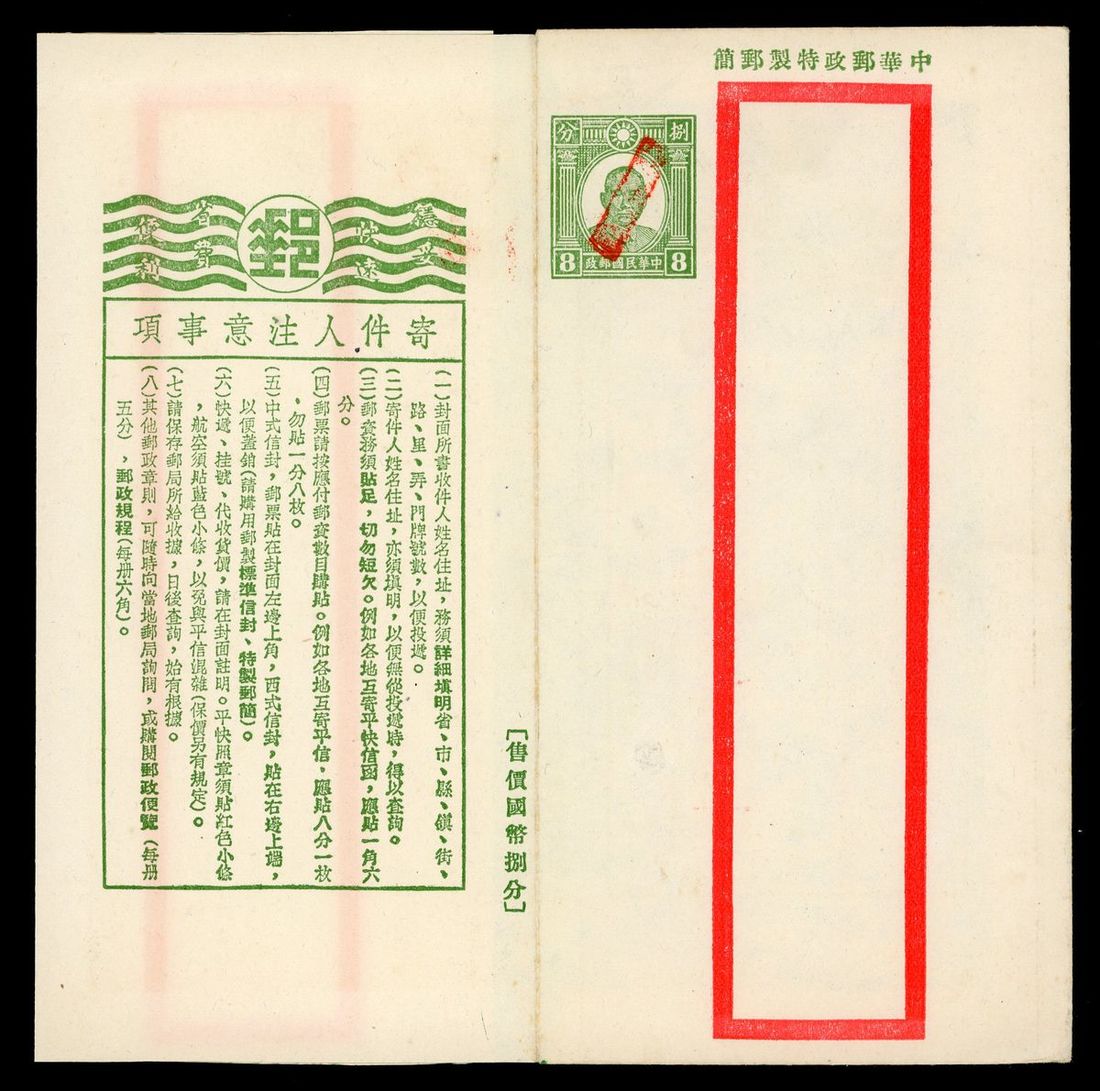 中華郵政特製郵簡
分 捌
8 中華民國郵政 8
[售價國幣捌分]
穩妥
快速
郵
省費
便利
寄件人注意事項
(一)封面所書收件人姓名住址，務須詳細填明省、市、縣、鎮、街、
路、里、弄、門牌號數，以便投遞。
(二)寄件人姓名住址，亦須填明，以便無從投遞時，得以查詢。
(三)郵資務須貼足，切勿短欠。例如各地互寄平快信函，應貼一角六
分。
(四)郵票請按應付郵資數目購貼。例如各地互寄平信，應貼八分一枚
，勿貼一分八枚。
(五)中式信封，郵票貼在封面左邊上角，西式信封，貼在右邊上端，
以便蓋銷(請購用郵製標準信封、特製郵簡)。
(六)快遞、挂號、代收貨價，請在封面註明。平快照章須貼紅色小條
，航空須貼藍色小條，以免與平信混雜(保價另有規定)。
(七)請保存郵局所給收據，日後查詢，始有根據。
(八)其他郵政章則，可隨時向當地郵局詢問，或購閱郵政便覽(每册
五分)，郵政規程(每册六角)。